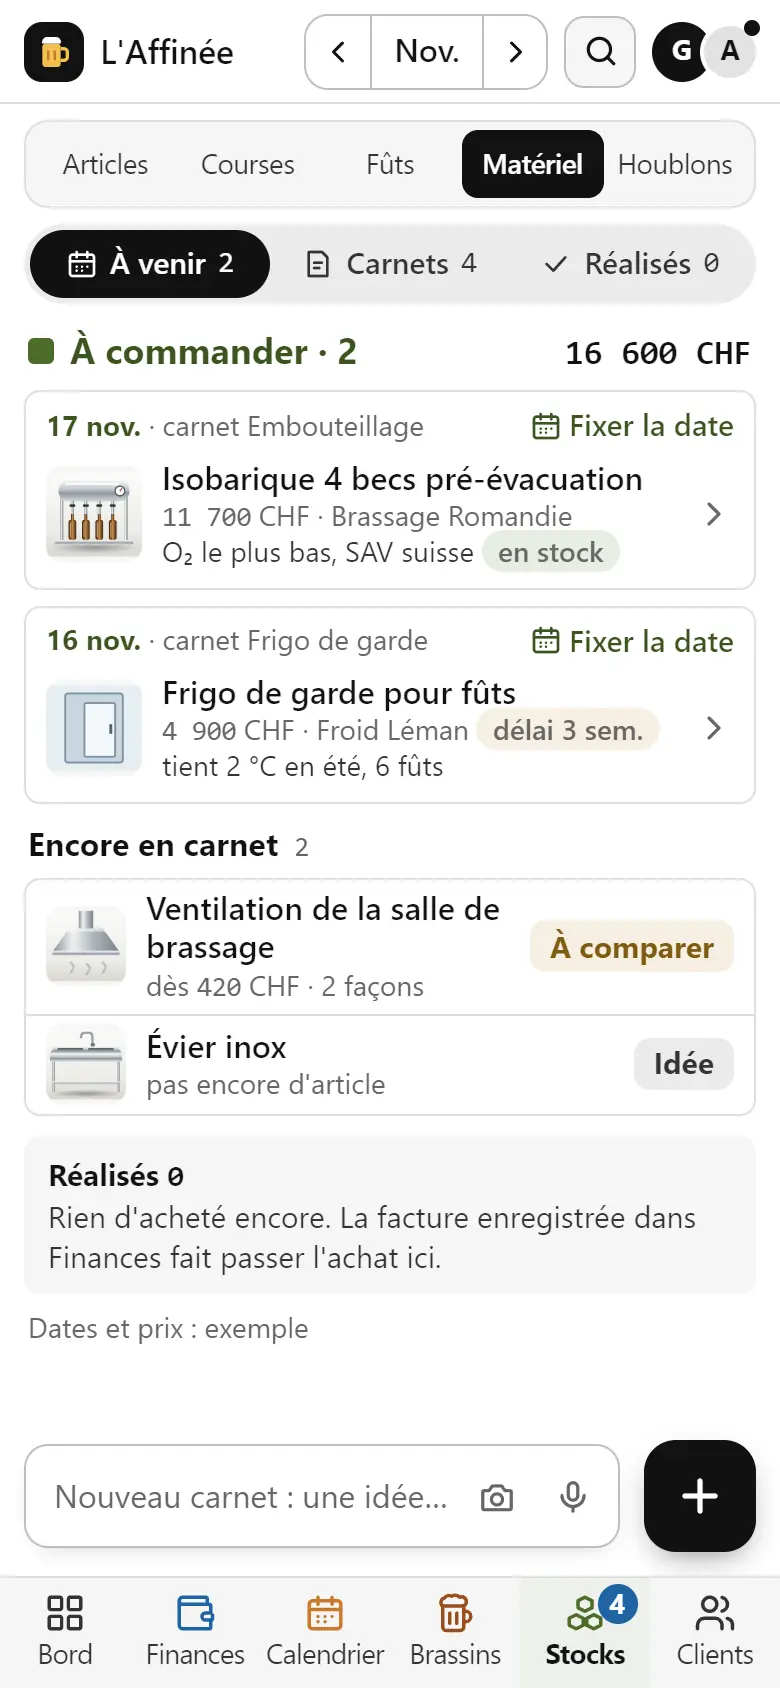 L'Affinée
Nov.
G A
Articles Courses Fûts Matériel Houblons
À venir 2 Carnets 4 Réalisés 0
À commander · 2 16 600 CHF
17 nov. · carnet Embouteillage Fixer la date
Isobarique 4 becs pré-évacuation
11 700 CHF · Brassage Romandie
O₂ le plus bas, SAV suisse en stock
16 nov. · carnet Frigo de garde Fixer la date
Frigo de garde pour fûts
4 900 CHF · Froid Léman délai 3 sem.
tient 2 °C en été, 6 fûts
Encore en carnet 2
Ventilation de la salle de
brassage
dès 420 CHF · 2 façons
À comparer
Évier inox
pas encore d'article
Idée
Réalisés 0
Rien d'acheté encore. La facture enregistrée dans
Finances fait passer l'achat ici.
Dates et prix : exemple
Nouveau carnet : une idée...
4
Bord Finances Calendrier Brassins Stocks Clients